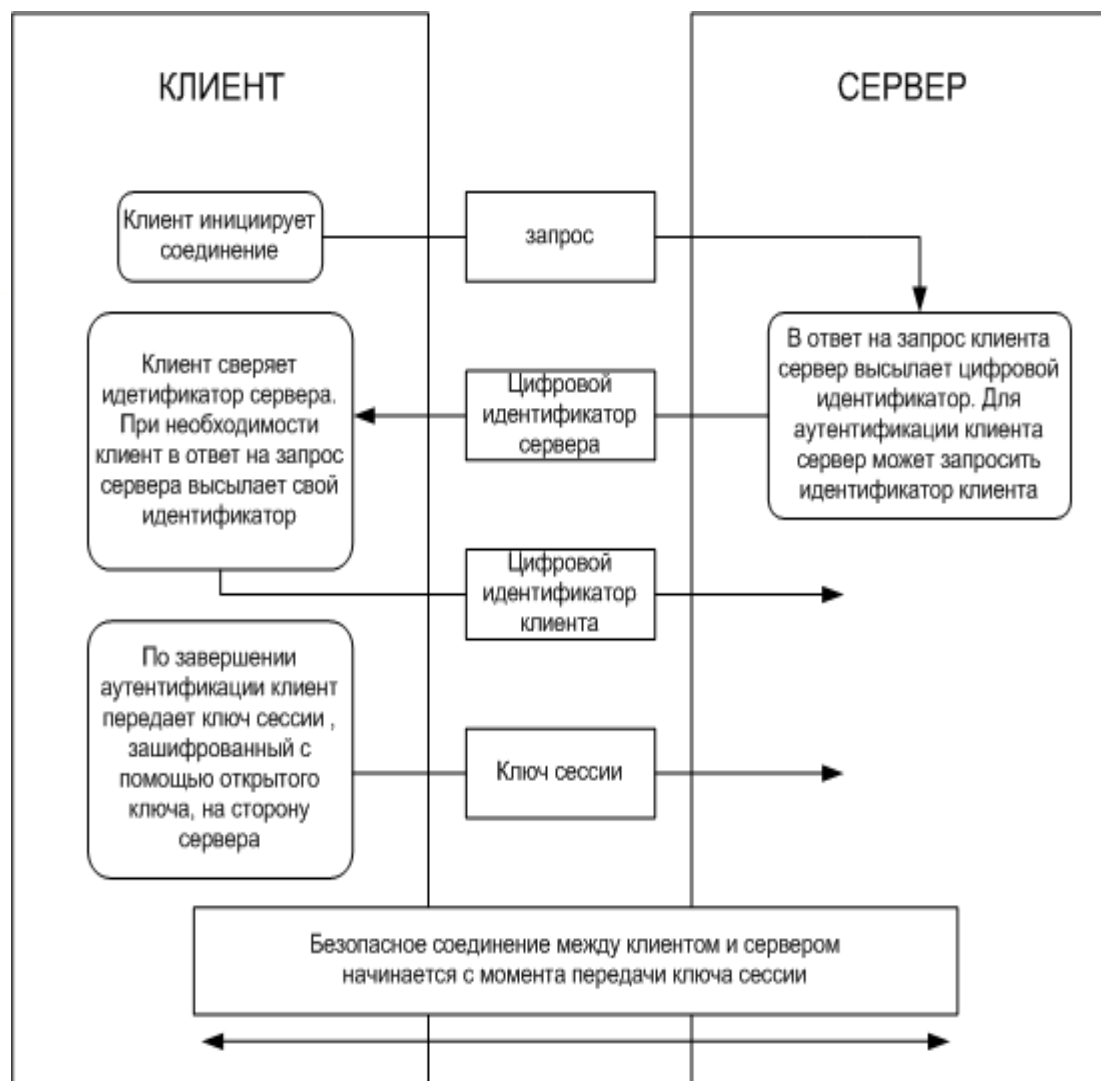 КЛИЕНТ
СЕРВЕР
Клиент инициирует
соединение
запрос
В ответ на запрос клиента
сервер высылает цифровой
идентификатор. Для
аутентификации клиента
сервер может запросить
идентификатор клиента
Цифровой
идентификатор
сервера
Клиент сверяет
идетификатор сервера.
При необходимости
клиент в ответ на запрос
сервера высылает свой
идентификатор
Цифровой
идентификатор
клиента
По завершении
аутентификации клиент
передает ключ сессии ,
зашифрованный с
помощью открытого
ключа, на сторону
сервера
Ключ сессии
Безопасное соединение между клиентом и сервером
начинается с момента передачи ключа сессии